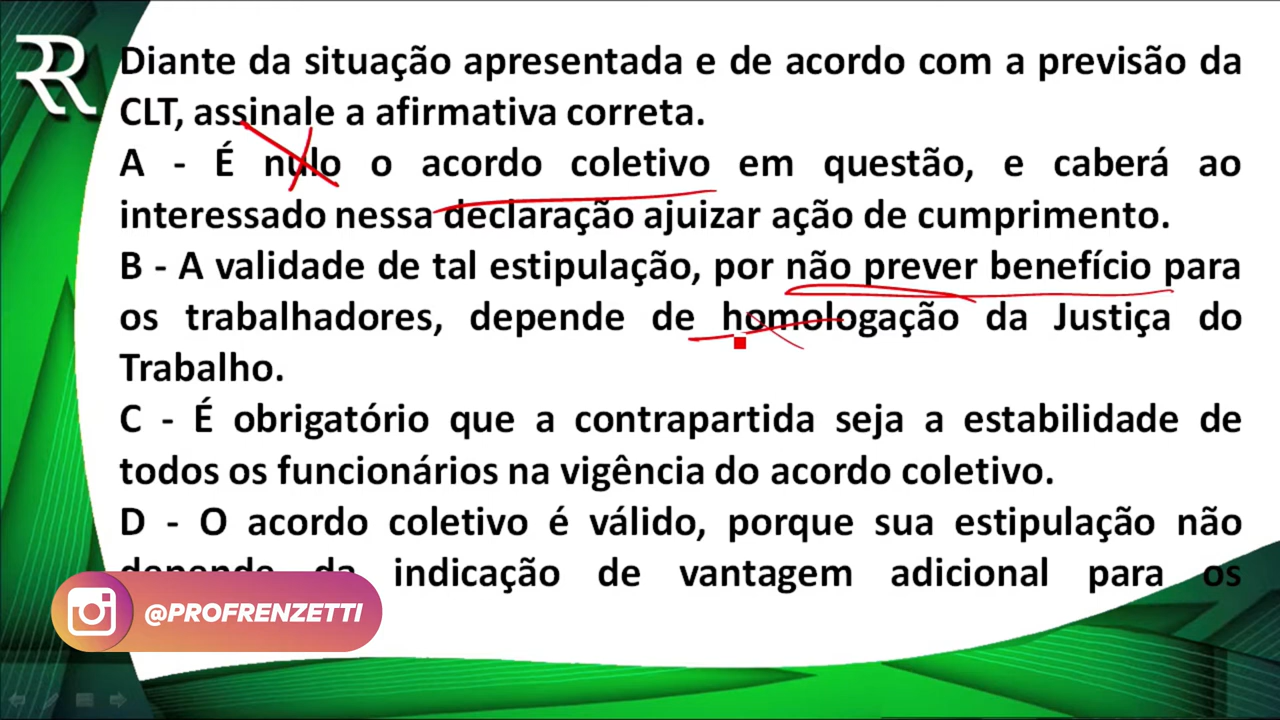 Diante da situação apresentada e de acordo com a previsão da
CLT, assinale a afirmativa correta.
A - É nulo o acordo coletivo em questão, e caberá ao
interessado nessa declaração ajuizar ação de cumprimento.
B - A validade de tal estipulação, por não prever benefício para
os trabalhadores, depende de homologação da Justiça do
Trabalho.
C - É obrigatório que a contrapartida seja a estabilidade de
todos os funcionários na vigência do acordo coletivo.
D - O acordo coletivo é válido, porque sua estipulação não
depende da indicação de vantagem adicional para os
@PROFRENZETTI